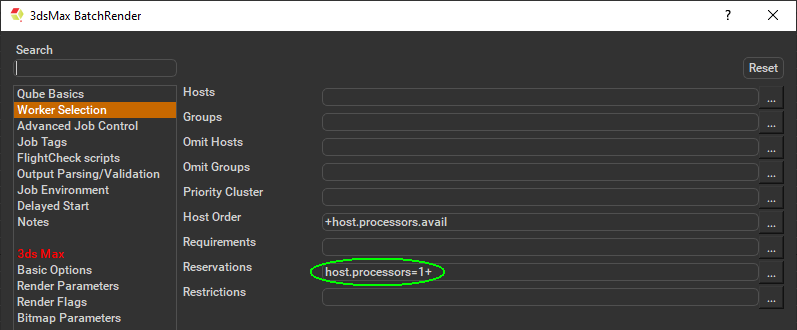 3dsMax BatchRender
?
Search
Reset
Qube Basics
Worker Selection
Advanced Job Control
Job Tags
FlightCheck scripts
Output Parsing/Validation
Job Environment
Delayed Start
Notes
3ds Max
Basic Options
Render Parameters
Render Flags
Bitmap Parameters
Hosts ...
Groups ...
Omit Hosts ...
Omit Groups ...
Priority Cluster ...
Host Order +host.processors.avail ...
Requirements ...
Reservations host.processors=1+ ...
Restrictions ...